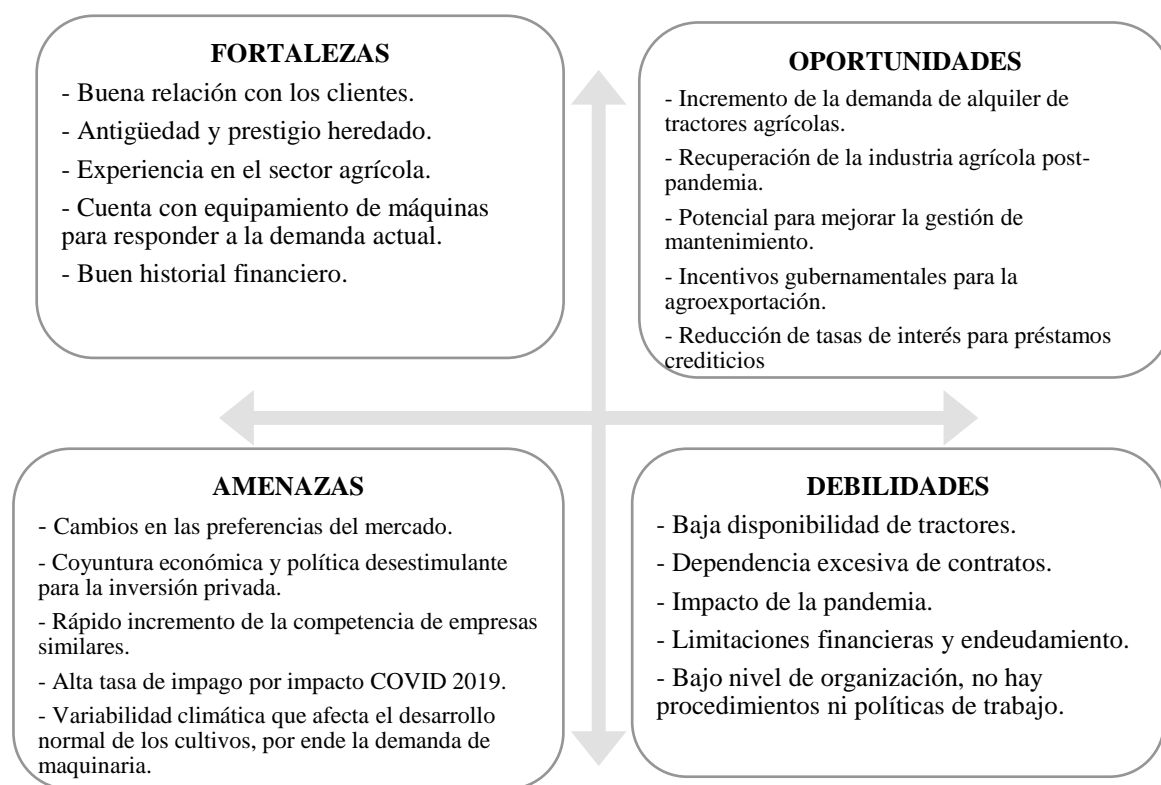 FORTALEZAS
- Buena relación con los clientes.
- Antigüedad y prestigio heredado.
- Experiencia en el sector agrícola.
- Cuenta con equipamiento de máquinas
para responder a la demanda actual.
- Buen historial financiero.
OPORTUNIDADES
- Incremento de la demanda de alquiler de
tractores agrícolas.
- Recuperación de la industria agrícola post-
pandemia.
- Potencial para mejorar la gestión de
mantenimiento.
- Incentivos gubernamentales para la
agroexportación.
- Reducción de tasas de interés para préstamos
crediticios
AMENAZAS
- Cambios en las preferencias del mercado.
- Coyuntura económica y política desestimulante
para la inversión privada.
- Rápido incremento de la competencia de empresas
similares.
- Alta tasa de impago por impacto COVID 2019.
- Variabilidad climática que afecta el desarrollo
normal de los cultivos, por ende la demanda de
maquinaria.
DEBILIDADES
- Baja disponibilidad de tractores.
- Dependencia excesiva de contratos.
- Impacto de la pandemia.
- Limitaciones financieras y endeudamiento.
- Bajo nivel de organización, no hay
procedimientos ni políticas de trabajo.